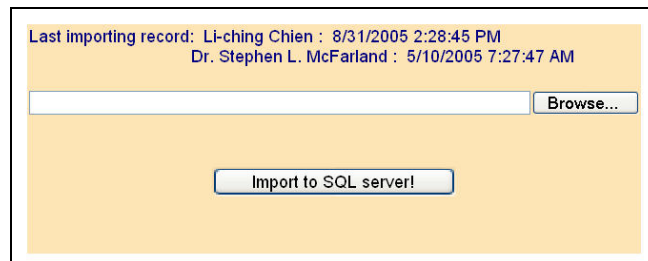 Last importing record: Li-ching Chien : 8/31/2005 2:28:45 PM
Dr. Stephen L. McFarland : 5/10/2005 7:27:47 AM
Browse...
Import to SQL server!